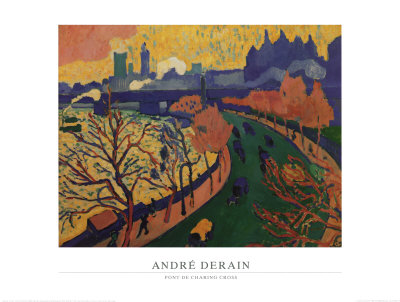 ANDRÉ DERAIN
PONT DE CHARING CROSS